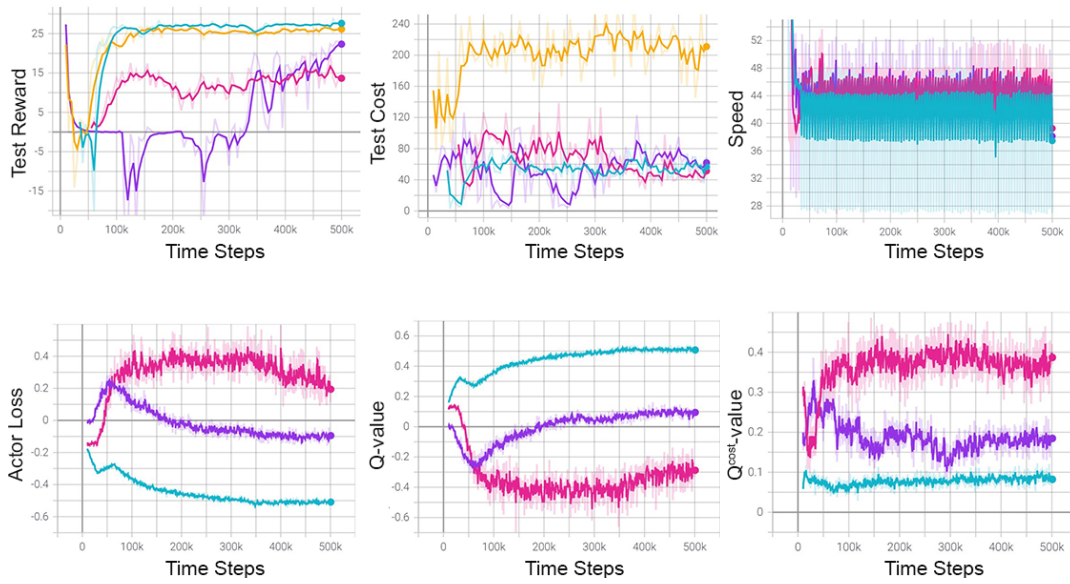 Test Reward
25
15
5
-5
-15
0
100k
200k
300k
400k
500k
Time Steps
Test Cost
240
200
160
120
80
40
0
0
100k
200k
300k
400k
500k
Time Steps
Speed
52
48
44
40
36
32
28
0
100k
200k
300k
400k
500k
Time Steps
Actor Loss
0.4
0.2
0
-0.2
-0.4
-0.6
0
100k
200k
300k
400k
500k
Time Steps
Q-value
0.6
0.4
0.2
0
-0.2
-0.4
-0.6
0
100k
200k
300k
400k
500k
Time Steps
Qcost-value
0.4
0.3
0.2
0.1
0
0
100k
200k
300k
400k
500k
Time Steps